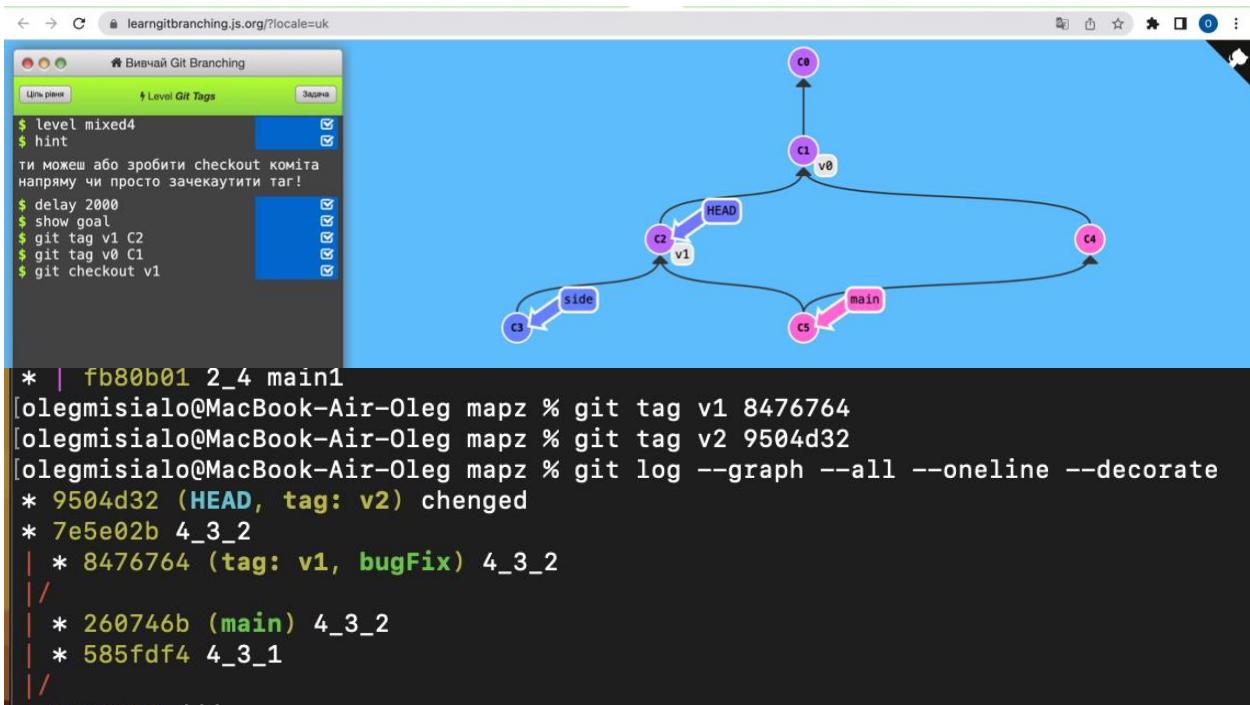 learngitbranching.js.org/?locale=uk
O
Вивчай Git Branching
Ціль рівня
Level Git Tags
Задача
$ level mixed4
$ hint
ти можеш або зробити checkout коміта
напряму чи просто зачекаутити таг!
$ delay 2000
$ show goal
$ git tag v1 C2
$ git tag v0 C1
$ git checkout v1
C0
C1
v0
HEAD
C2
v1
C4
side
main
C3
C5
* | fb80b01 2_4 main1
[olegmisialo@MacBook-Air-Oleg mapz % git tag v1 8476764
[olegmisialo@MacBook-Air-Oleg mapz % git tag v2 9504d32
[olegmisialo@MacBook-Air-Oleg mapz % git log --graph --all --oneline --decorate
* 9504d32 (HEAD, tag: v2) chenged
* 7e5e02b 4_3_2
| * 8476764 (tag: v1, bugFix) 4_3_2
|/
| * 260746b (main) 4_3_2
| * 585fdf4 4_3_1
|/